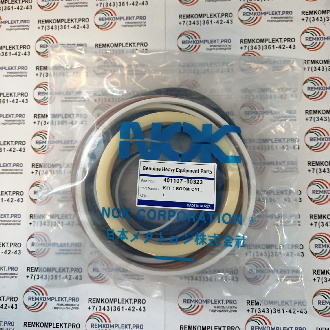 REMKOMPLEKT.PRO
+7(343)361-42-43
NOK
Genuine Heavy Equipment Parts
401107-00323
NOK CORPORATION
日本メクトロン株式会社